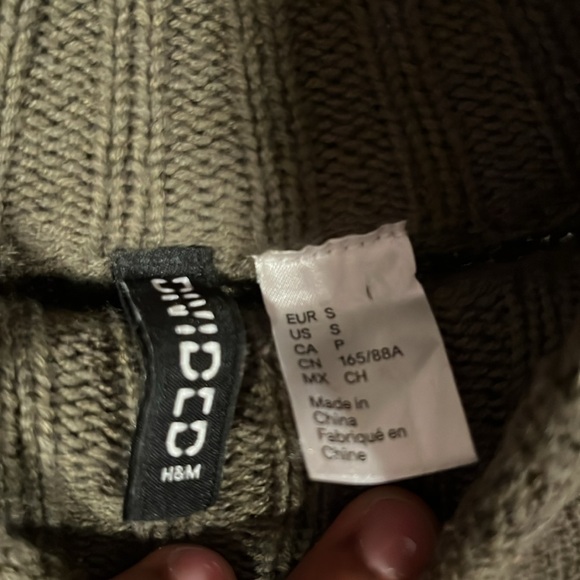 DIVIDED
H&M
EUR S
US S
CA P
CN 165/88A
MX CH
Made in
China
Fabriqué en
Chine